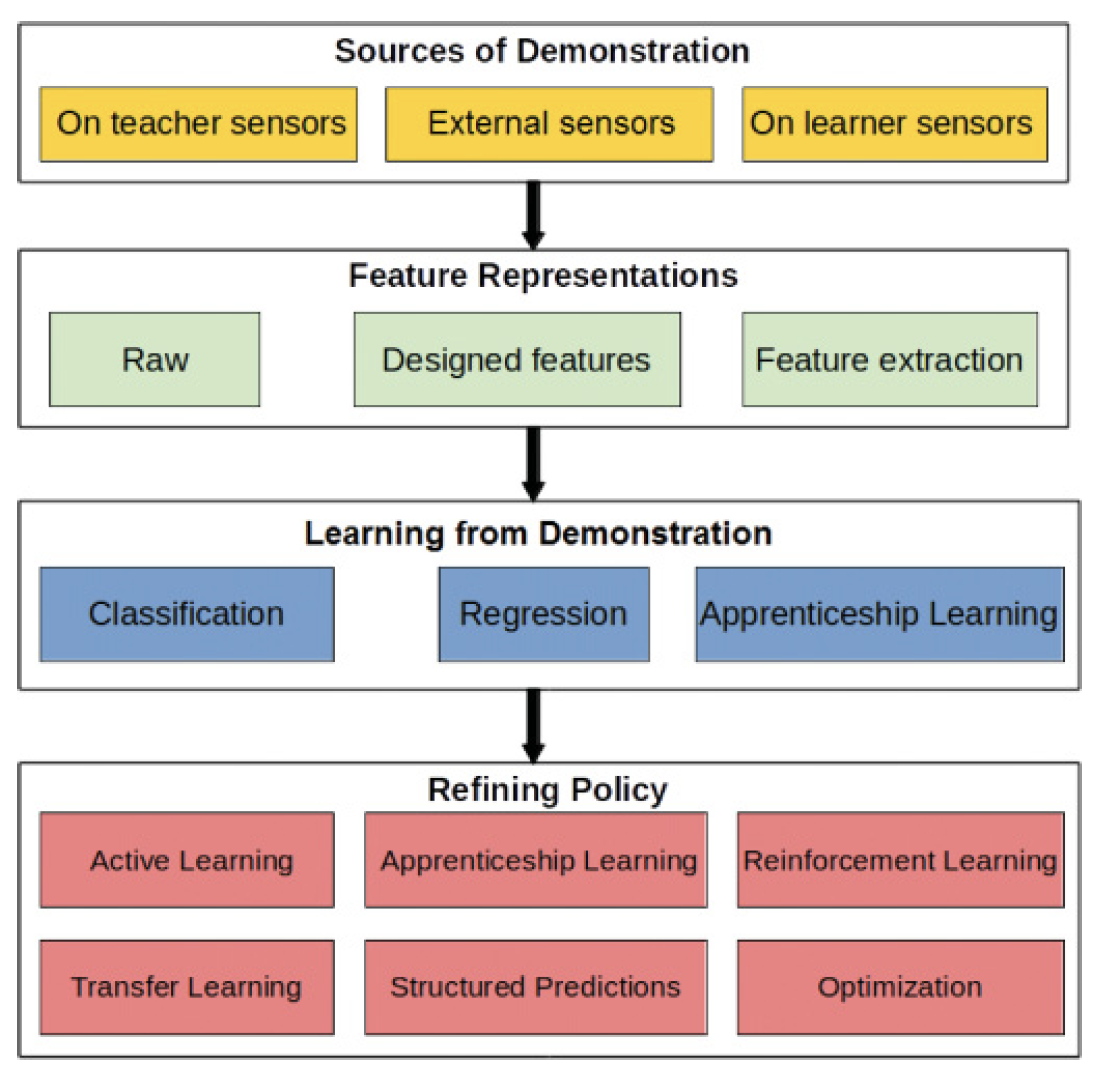 Sources of Demonstration
On teacher sensors
External sensors
On learner sensors
Feature Representations
Raw
Designed features
Feature extraction
Learning from Demonstration
Classification
Regression
Apprenticeship Learning
Refining Policy
Active Learning
Apprenticeship Learning
Reinforcement Learning
Transfer Learning
Structured Predictions
Optimization